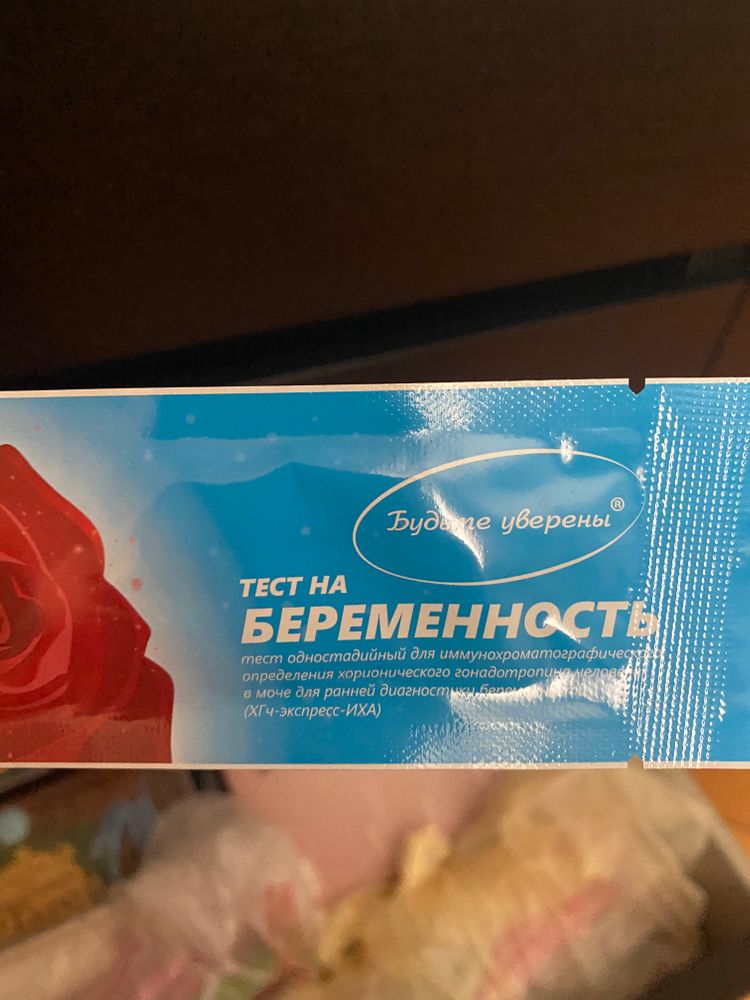 Будьте уверены®
ТЕСТ НА
БЕРЕМЕННОСТЬ
тест одностадийный для иммунохроматографического
определения хорионического гонадотропина человека
в моче для ранней диагностики
(ХГч-экспресс-ИХА)